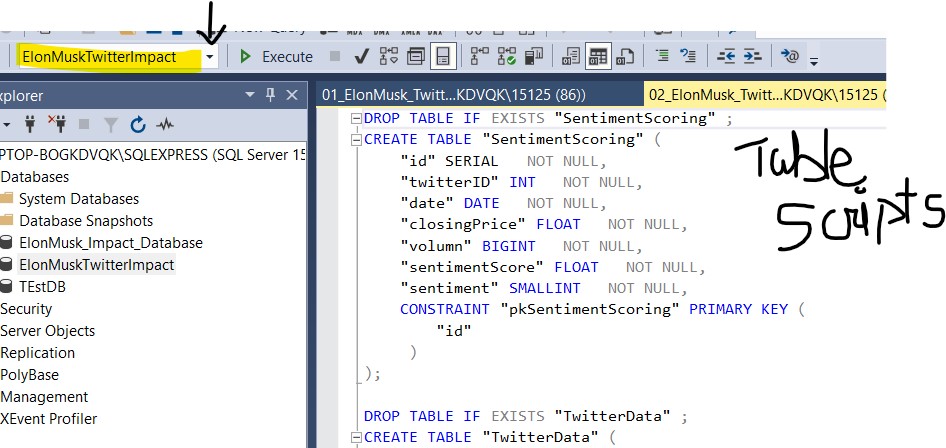 ElonMuskTwitterImpact
Execute
xplorer
01_ElonMusk_Twitt...KDVQK\15125 (86))
02_ElonMusk_Twitt...KDVQK\15125 (
PTOP-BOGKDVQK\SQLEXPRESS (SQL Server 15
Databases
System Databases
Database Snapshots
ElonMusk_Impact_Database
ElonMuskTwitterImpact
TEstDB
Security
Server Objects
Replication
PolyBase
Management
XEvent Profiler
DROP TABLE IF EXISTS "SentimentScoring" ;
CREATE TABLE "SentimentScoring" (
"id" SERIAL NOT NULL,
"twitterID" INT NOT NULL,
"date" DATE NOT NULL,
"closingPrice" FLOAT NOT NULL,
"volumn" BIGINT NOT NULL,
"sentimentScore" FLOAT NOT NULL,
"sentiment" SMALLINT NOT NULL,
CONSTRAINT "pkSentimentScoring" PRIMARY KEY (
"id"
)
);
DROP TABLE IF EXISTS "TwitterData" ;
CREATE TABLE "TwitterData" (
Table
Scripts